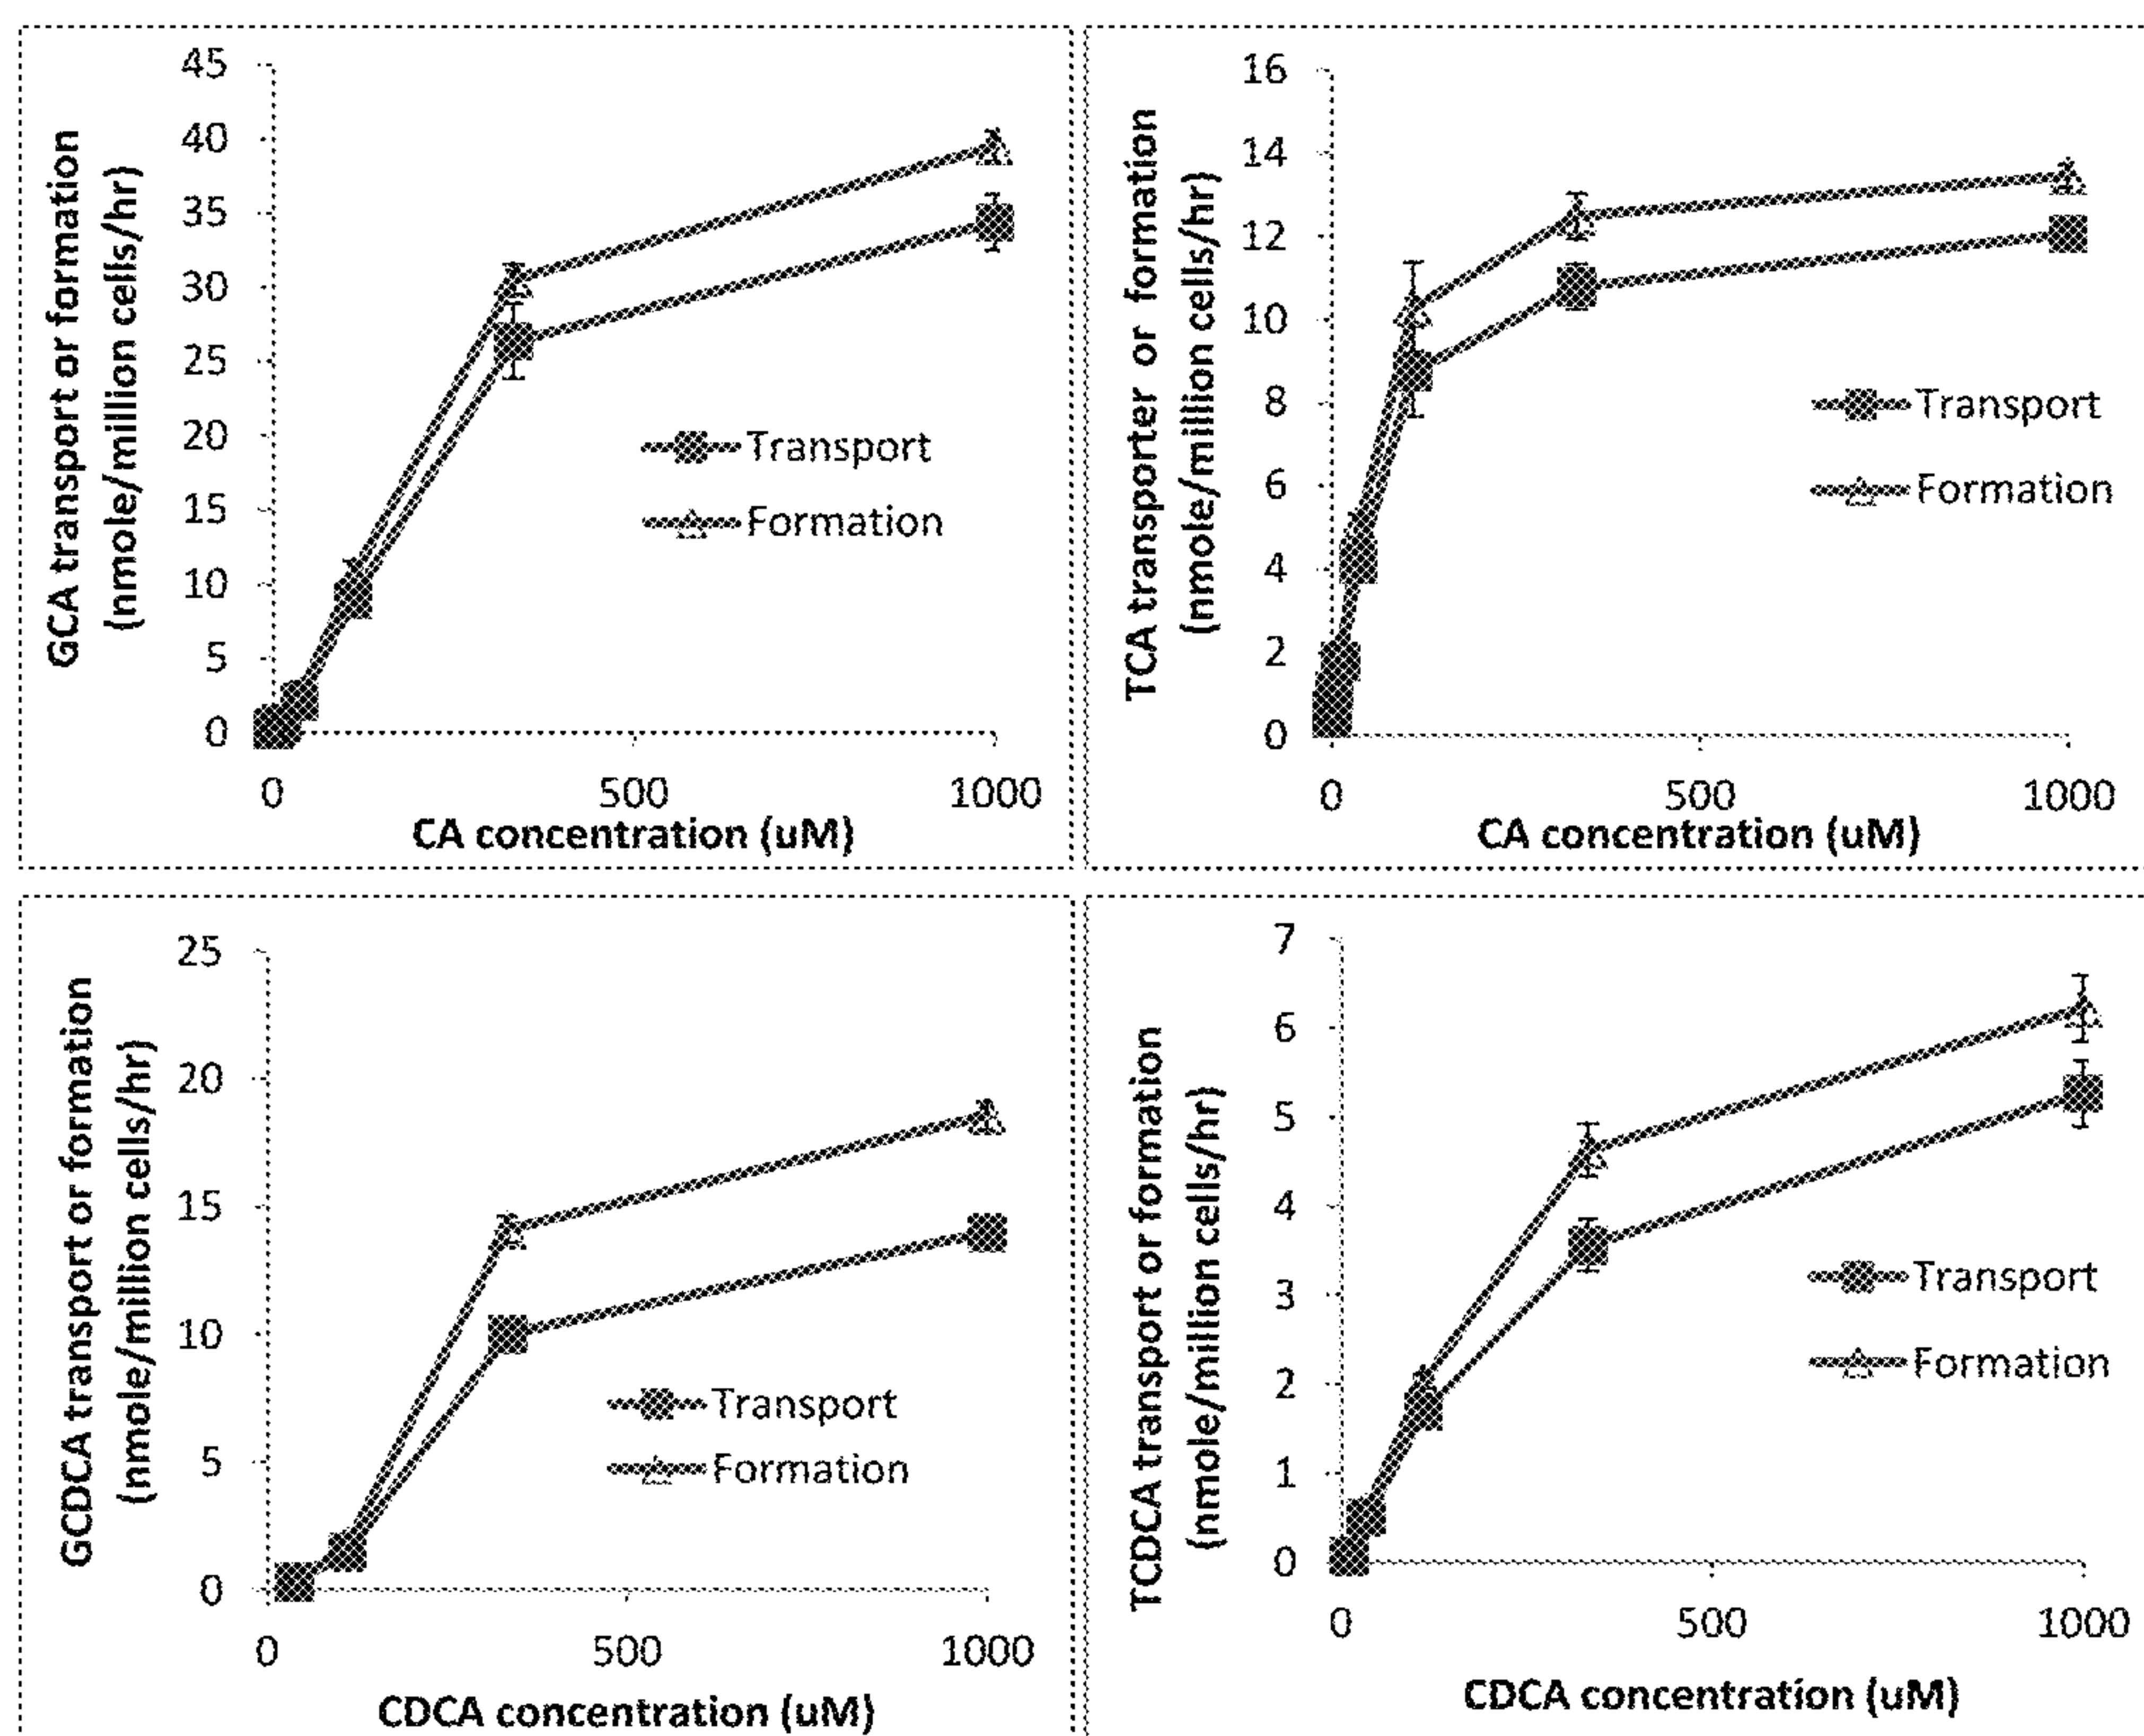 GCA transport or formation
(nmole/million cells/hr)
45
40
35
30
25
20
15
10
5
0
Transport
Formation
0
500
1000
CA concentration (uM)
TCA transporter or formation
(nmole/million cells/hr)
16
14
12
10
8
6
4
2
0
Transport
Formation
0
500
1000
CA concentration (uM)
GCDCA transport or formation
(nmole/million cells/hr)
25
20
15
10
5
0
Transport
Formation
0
500
1000
CDCA concentration (uM)
TCDCA transport or formation
(nmole/million cells/hr)
7
6
5
4
3
2
1
0
Transport
Formation
0
500
1000
CDCA concentration (uM)